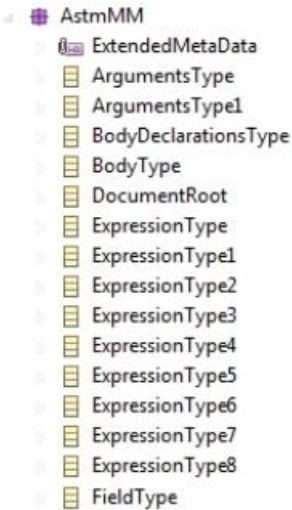 AstmMM
ExtendedMetaData
ArgumentsType
ArgumentsType1
BodyDeclarationsType
BodyType
DocumentRoot
ExpressionType
ExpressionType1
ExpressionType2
ExpressionType3
ExpressionType4
ExpressionType5
ExpressionType6
ExpressionType7
ExpressionType8
FieldType